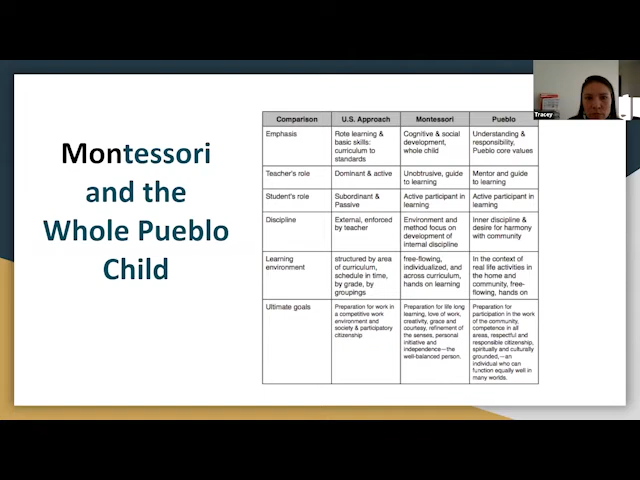 Montessori
and the
Whole Pueblo
Child
Comparison U.S. Approach Montessori Pueblo
Emphasis
Rote learning &
basic skills:
curriculum to
standards
Cognitive & social
development,
whole child
Understanding &
responsibility,
Pueblo core values
Teacher's role
Dominant & active
Unobtrusive, guide
to learning
Mentor and guide
to learning
Student's role
Subordinant &
Passive
Active participant in
learning
Active participant in
learning
Discipline
External, enforced
by teacher
Environment and
method focus on
development of
internal discipline
Inner discipline &
desire for harmony
with community
Learning
environment
structured by area
of curriculum,
schedule in time,
by grade, by
groupings
free-flowing,
individualized, and
across curriculum,
hands on learning
In the context of
real life activities in
the home and
community, free-
flowing, hands on
Ultimate goals
Preparation for work in
a competitive work
environment and
society & participatory
citizenship
Preparation for life long
learning, love of work,
creativity, grace and
courtesy, refinement of
the senses, personal
initiative and
independence—the
well-balanced person.
Preparation for
participation in the work
of the community,
competence in all
areas, respectful and
responsible citizenship,
spiritually and culturally
grounded,—an
individual who can
function equally well in
many worlds.
Tracey